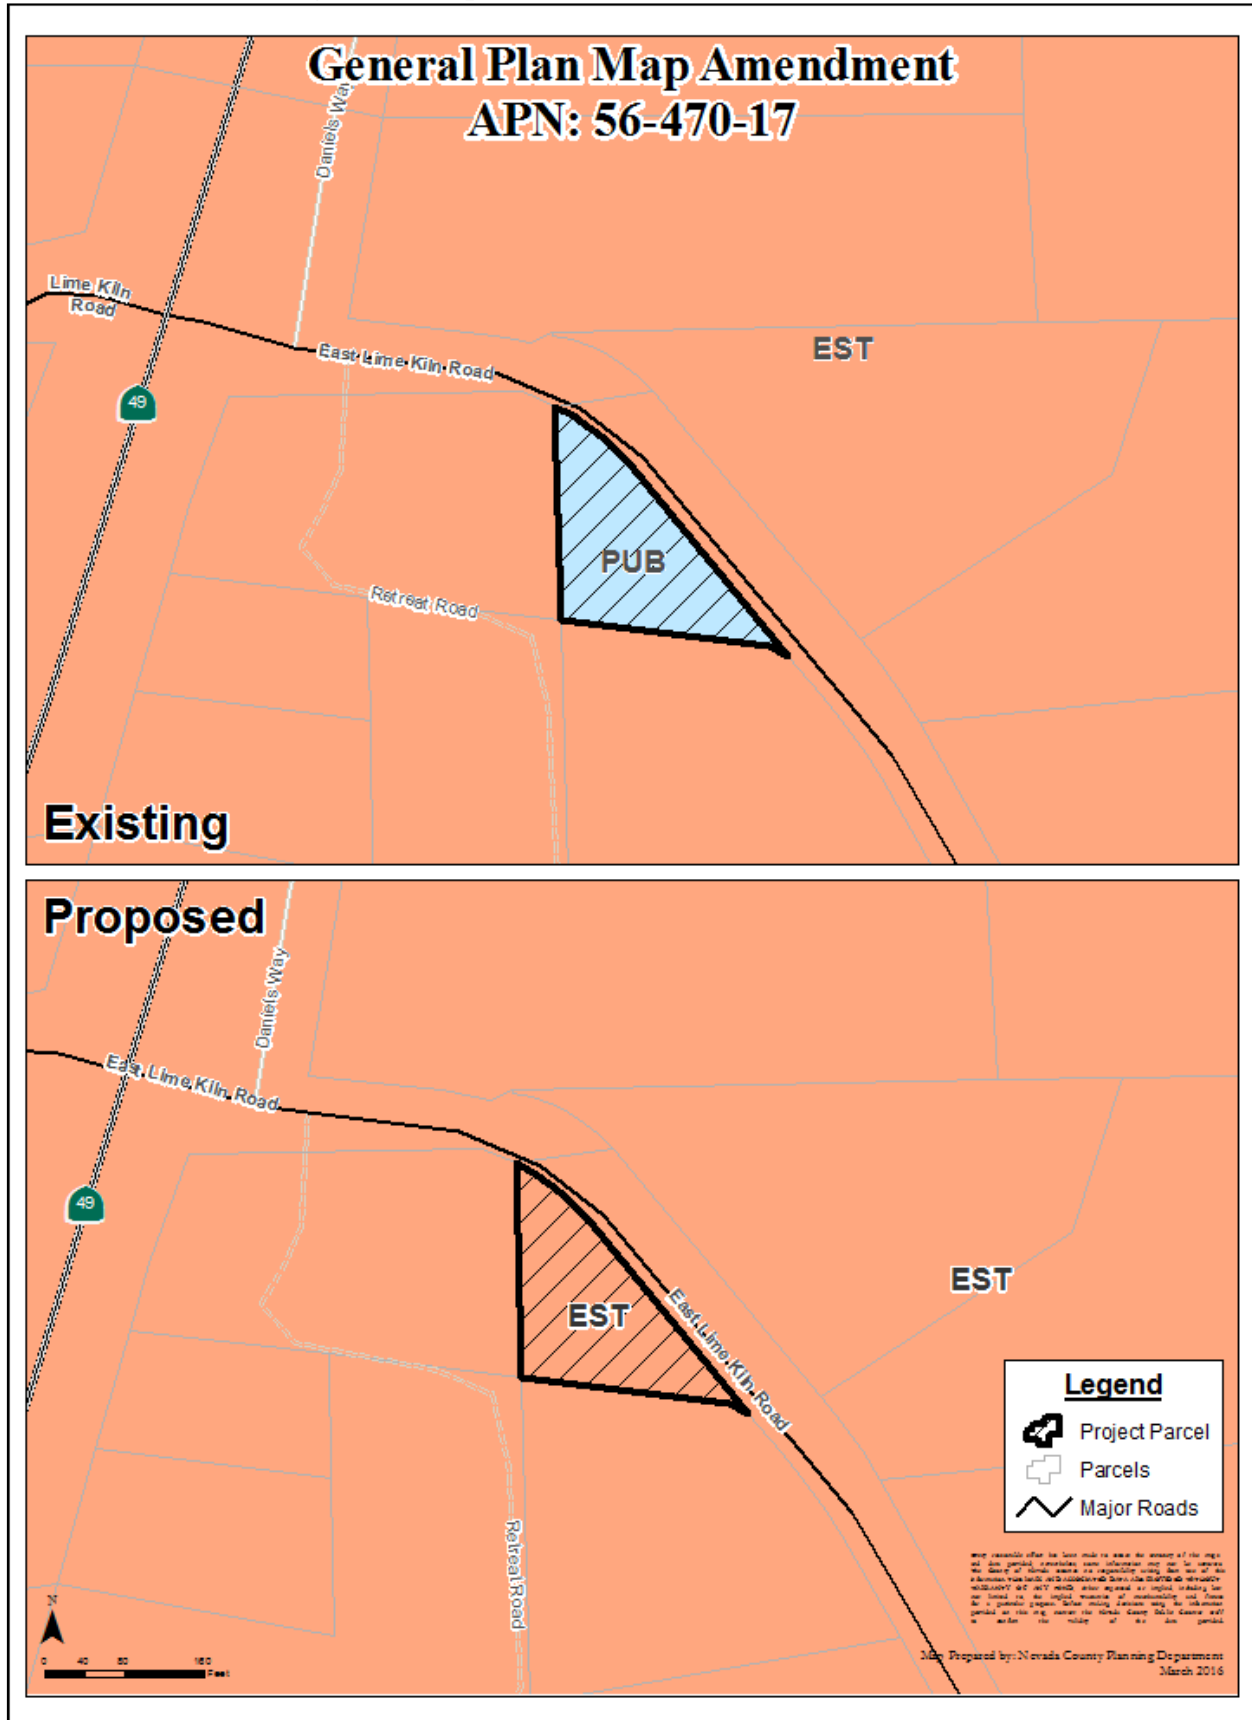 General Plan Map Amendment
APN: 56-470-17
Daniels Way
Lime Kiln
Road
East Lime Kiln Road
49
EST
PUB
Retreat Road
Existing
Proposed
Daniels Way
East Lime Kiln Road
49
EST
East Lime Kiln Road
EST
Retreat Road
Legend
Project Parcel
Parcels
Major Roads
N
0 40 80 160
Feet
Map Prepared by: Nevada County Planning Department
March 2016